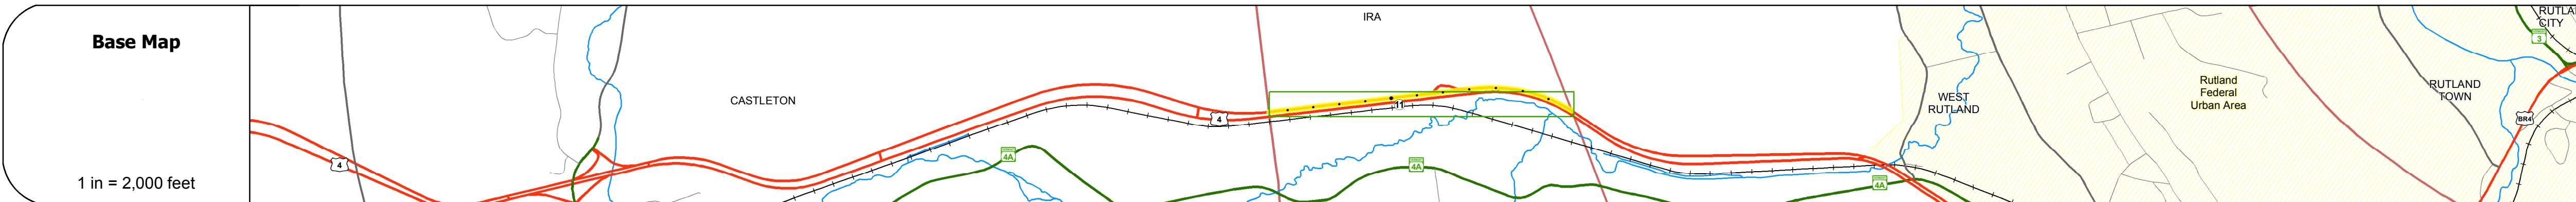 Base Map
1 in = 2,000 feet
4
CASTLETON
4A
4
IRA
11
4A
WEST
RUTLAND
4A
Rutland
Federal
Urban Area
RUTLAND
TOWN
BR4
CITY
3